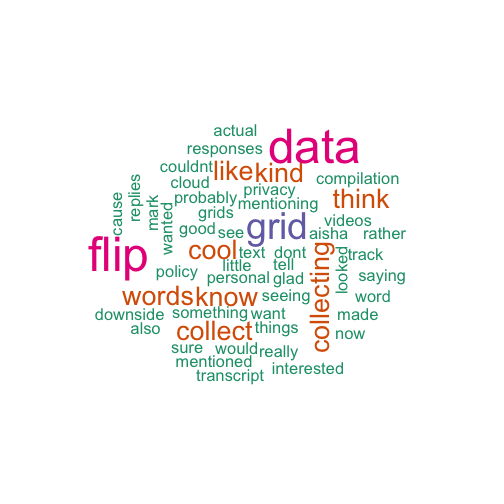 actual
responses data
couldnt likekind
cloud compilation
replies privacy think
cause mark wanted probably mentioning
grids grid videos
good see aisha rather
flip cool text dont track
little tell collecting looked
policy personal glad saying
wordsknow seeing word
downside something want made
also collect things now
sure would really
mentioned interested
transcript